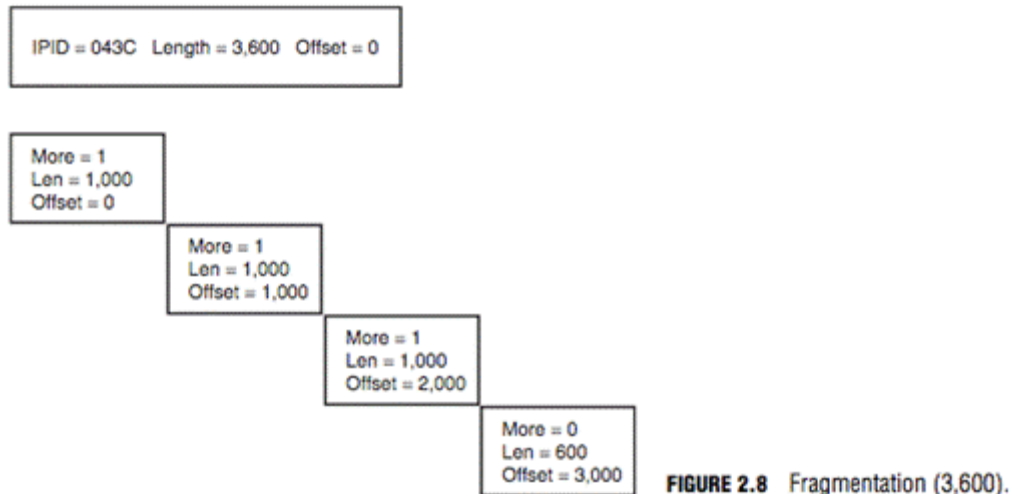 IPID = 043C Length = 3,600 Offset = 0
More = 1
Len = 1,000
Offset = 0
More = 1
Len = 1,000
Offset = 1,000
More = 1
Len = 1,000
Offset = 2,000
More = 0
Len = 600
Offset = 3,000
FIGURE 2.8 Fragmentation (3,600).